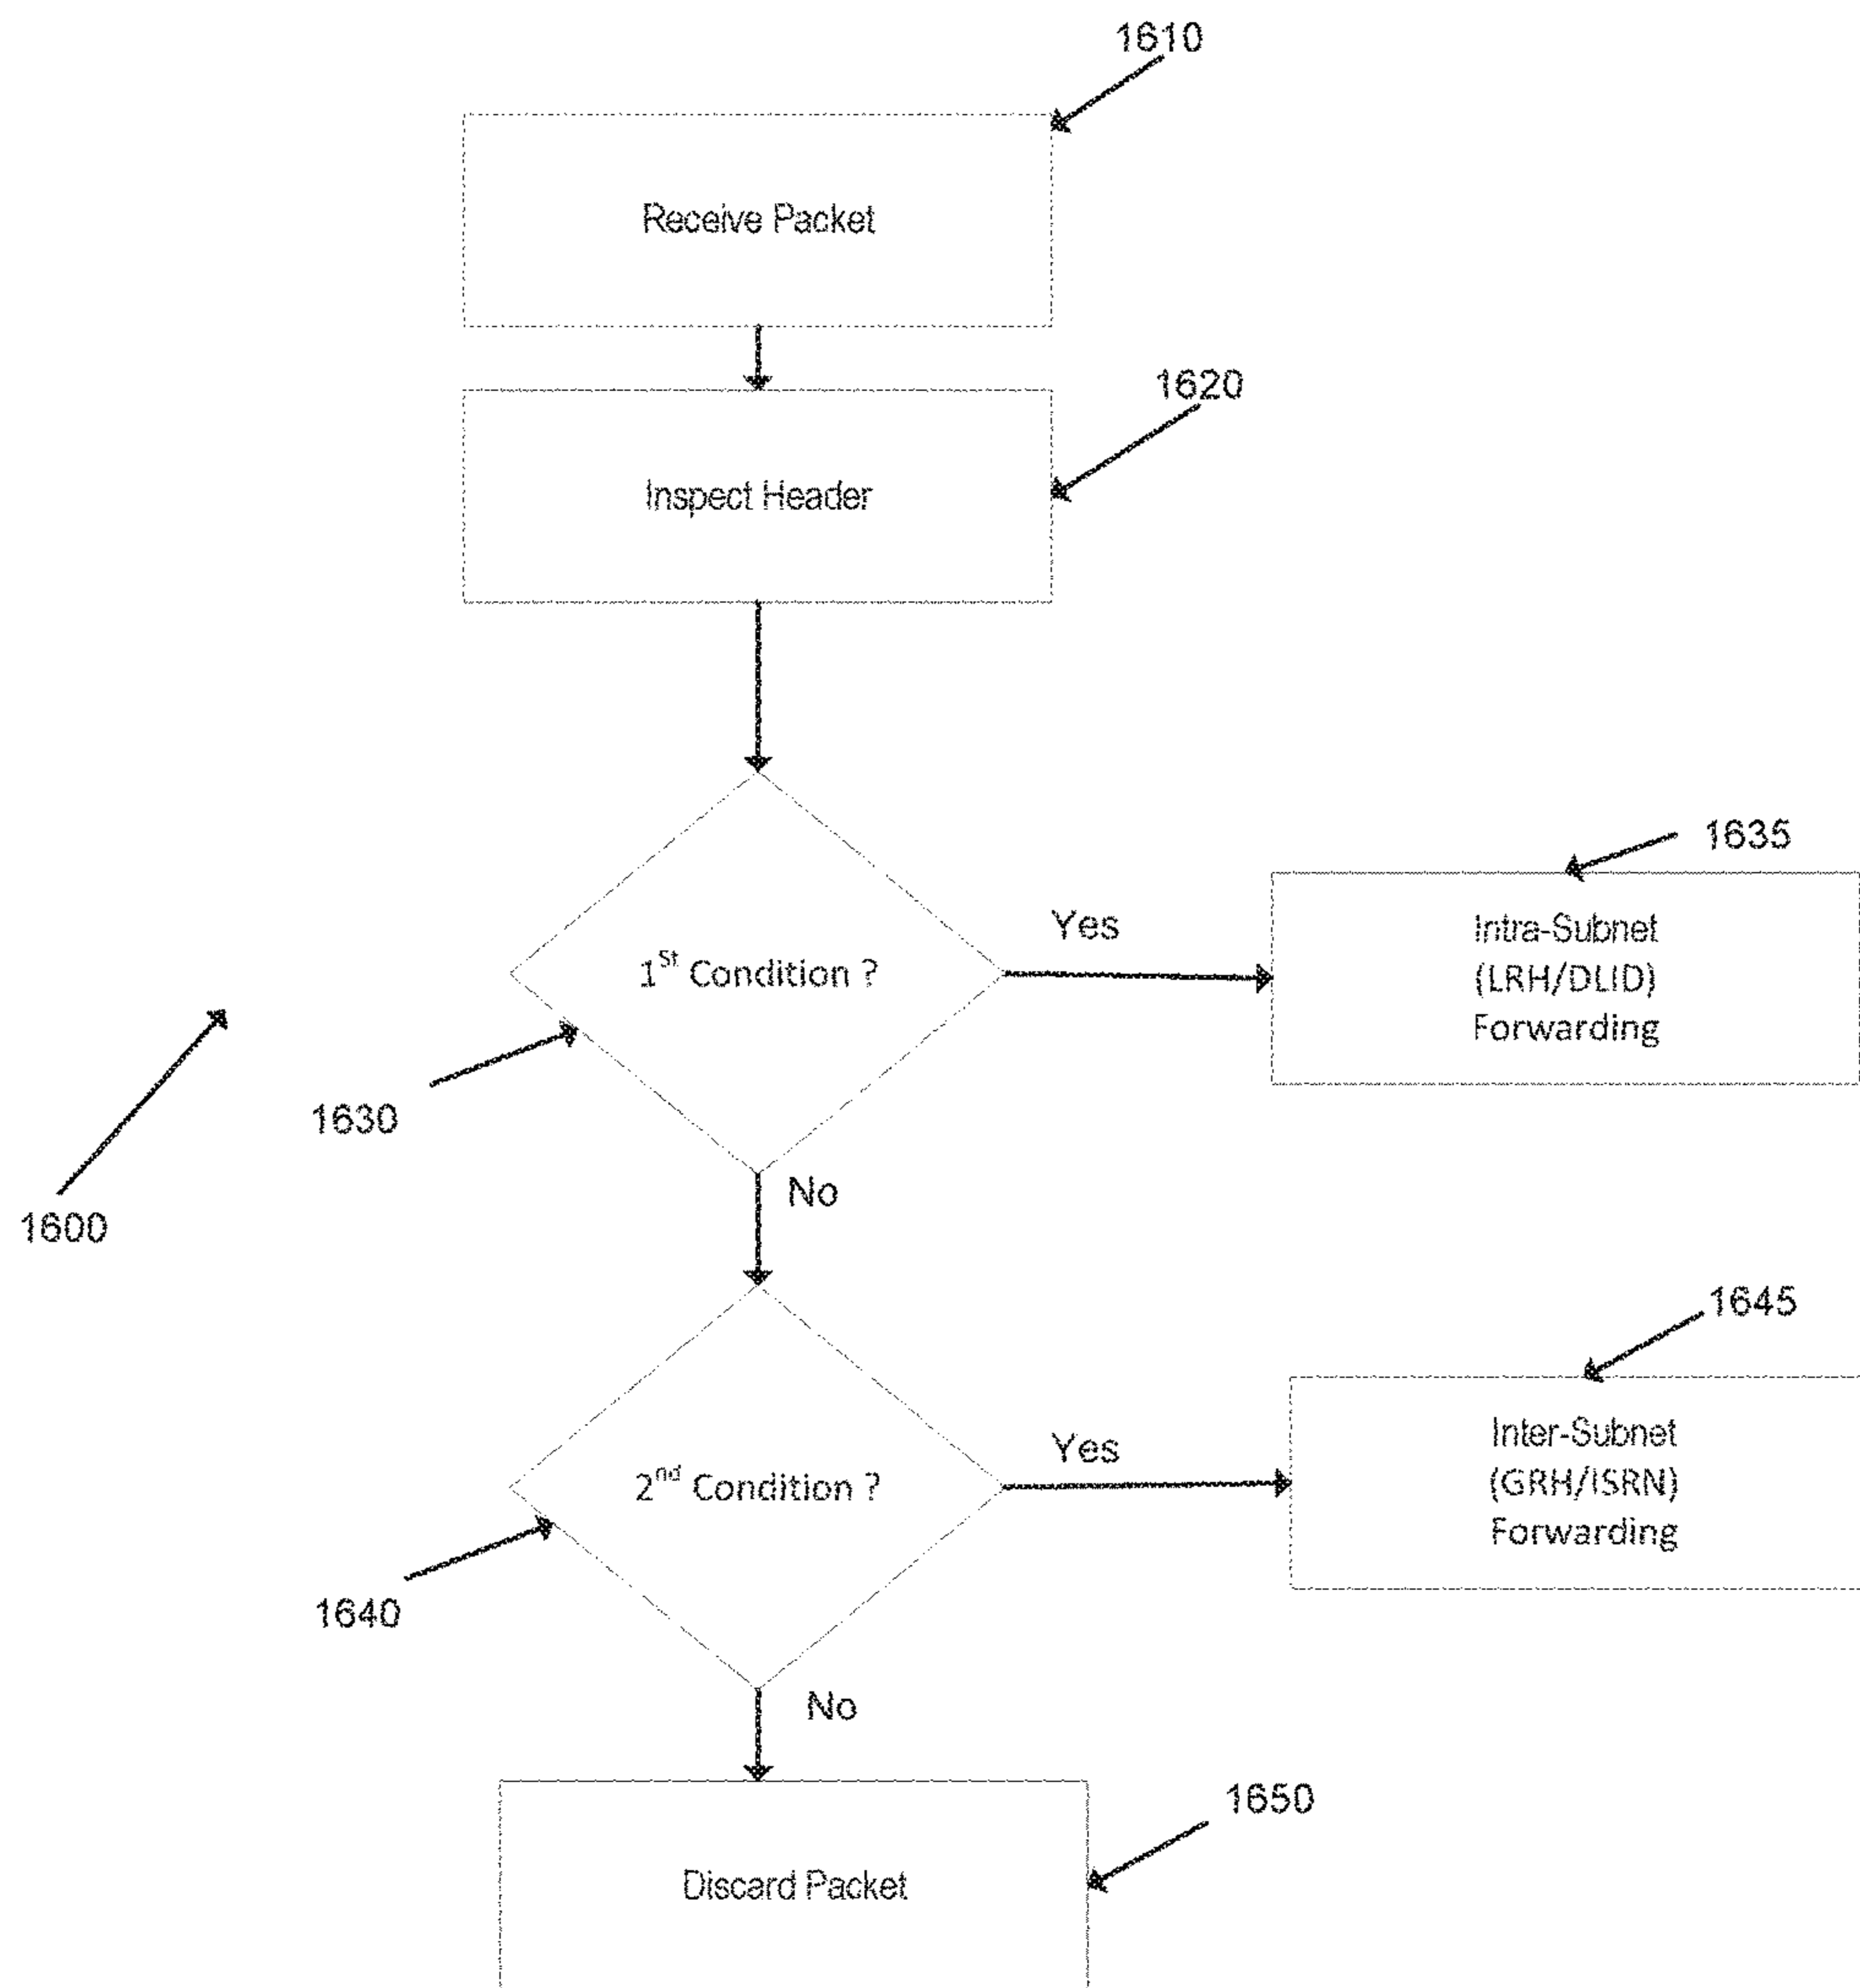 1610
Receive Packet
1620
Inspect Header
1635
Yes
Intra-Subnet
(LRH/DLID)
Forwarding
1st Condition ?
1630
No
1600
1645
Yes
Inter-Subnet
(GRH/ISRN)
Forwarding
2nd Condition ?
1640
No
1650
Discard Packet